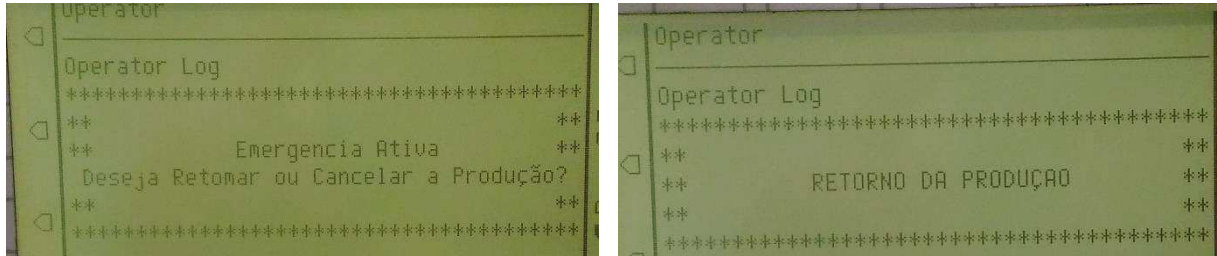 Operator
Operator Log
****************************************
** **
** Emergencia Ativa **
Deseja Retomar ou Cancelar a Produção?
** **
****************************************
Operator
Operator Log
****************************************
** **
** RETORNO DA PRODUÇAO **
** **
****************************************